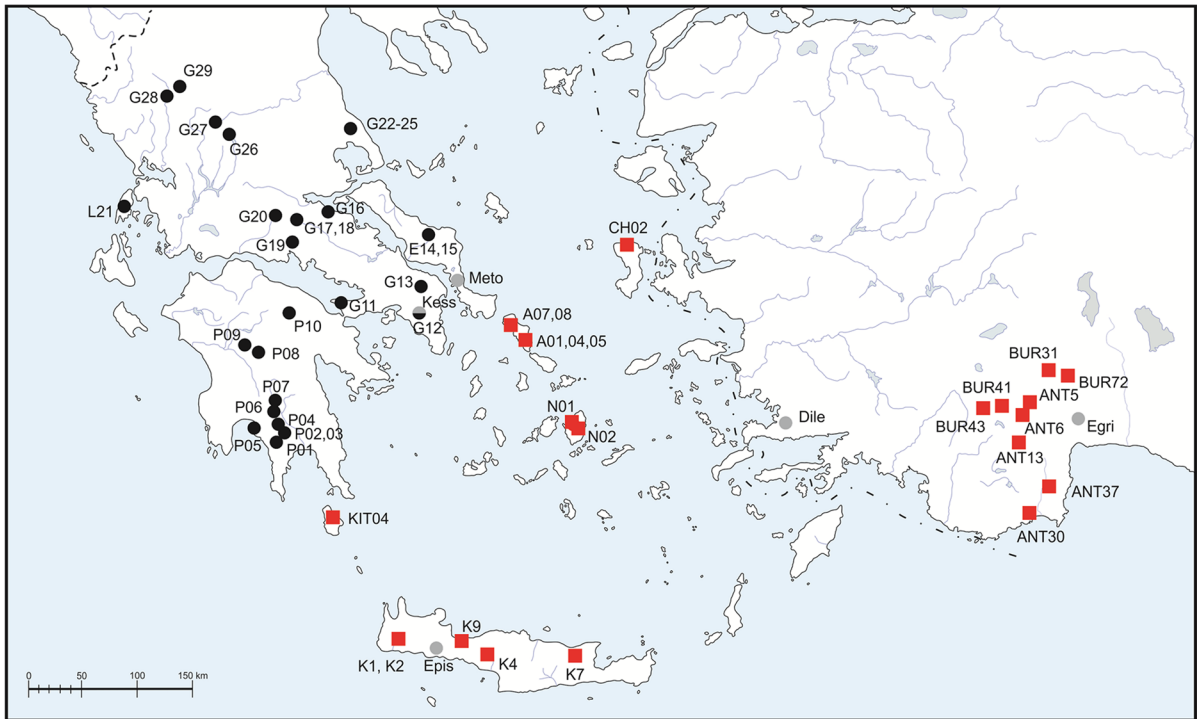 G29
G28
G27
G22-25
G26
L21
G16
G20
G17,18
CH02
G19
E14,15
Meto
G13
Kess
G11
A07,08
P10
G12
P09
A01,04,05
P08
BUR31
BUR72
P07
BUR41
ANT5
P06
N01
P04
Dile
BUR43
Egri
P02,03
N02
ANT6
P05
P01
ANT13
ANT37
KIT04
ANT30
K9
K1, K2
Epis
K4
K7
0 50 100 150 km